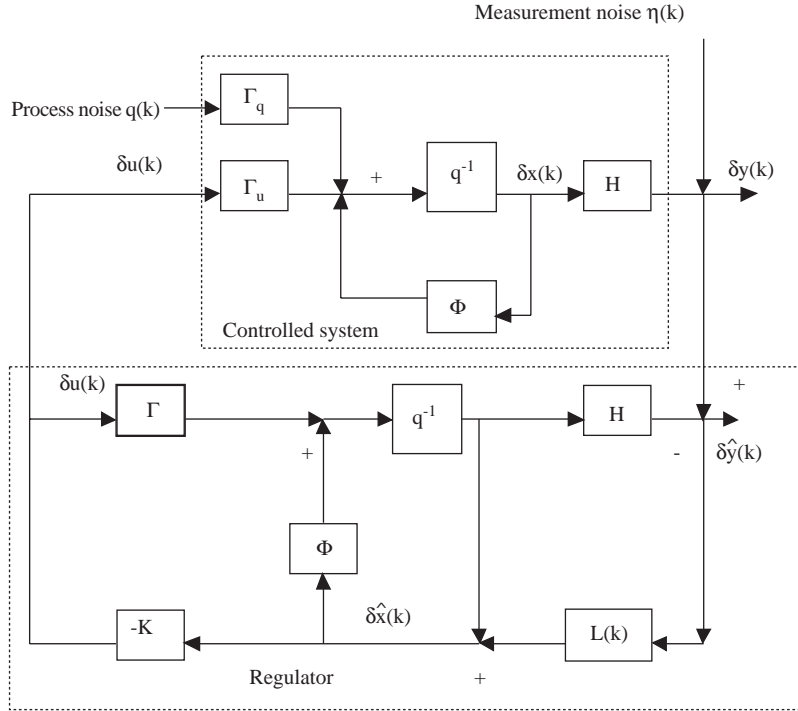 Measurement noise η(k)
Process noise q(k)
Γq
δu(k)
Γu
+
q-1
δx(k)
H
δy(k)
Φ
Controlled system
δu(k)
Γ
+
q-1
H
+
-
δŷ(k)
Φ
-K
δx̂(k)
L(k)
+
Regulator